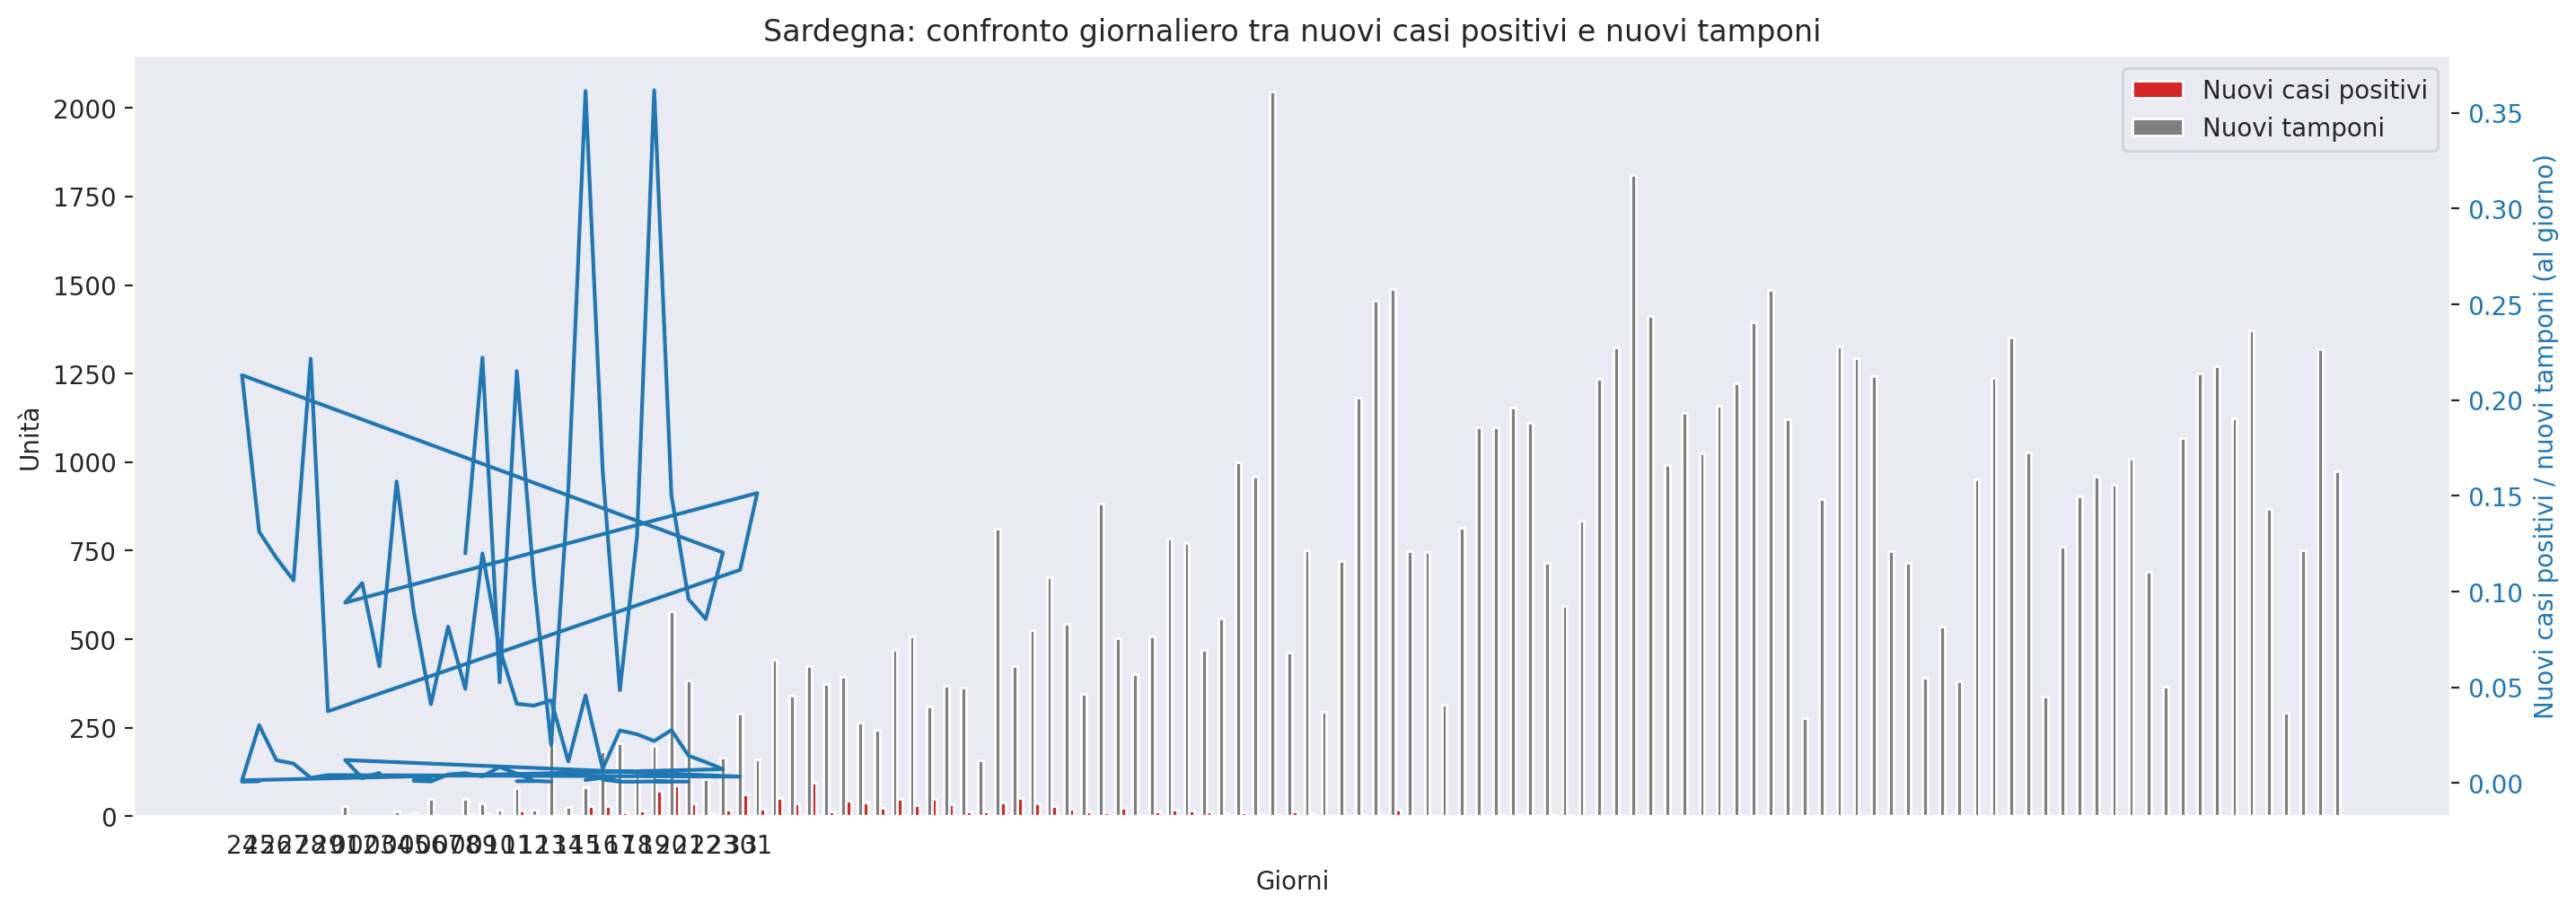 Sardegna: confronto giornaliero tra nuovi casi positivi e nuovi tamponi
Nuovi casi positivi
Nuovi tamponi
2000
1750
1500
1250
1000
750
500
250
0
Unità
0.35
0.30
0.25
0.20
0.15
0.10
0.05
0.00
Nuovi casi positivi / nuovi tamponi (al giorno)
Giorni